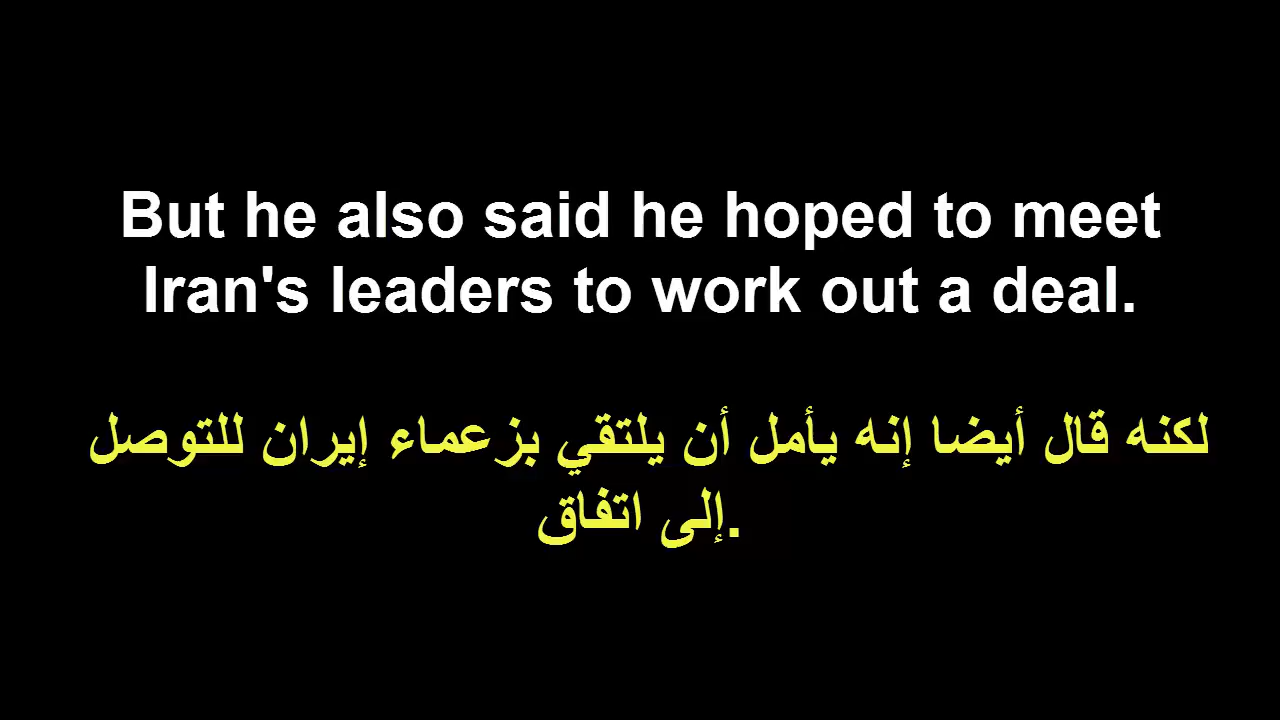 But he also said he hoped to meet
Iran's leaders to work out a deal.
لكنه قال أيضا إنه يأمل أن يلتقي بزعماء إيران للتوصل
.إلى اتفاق